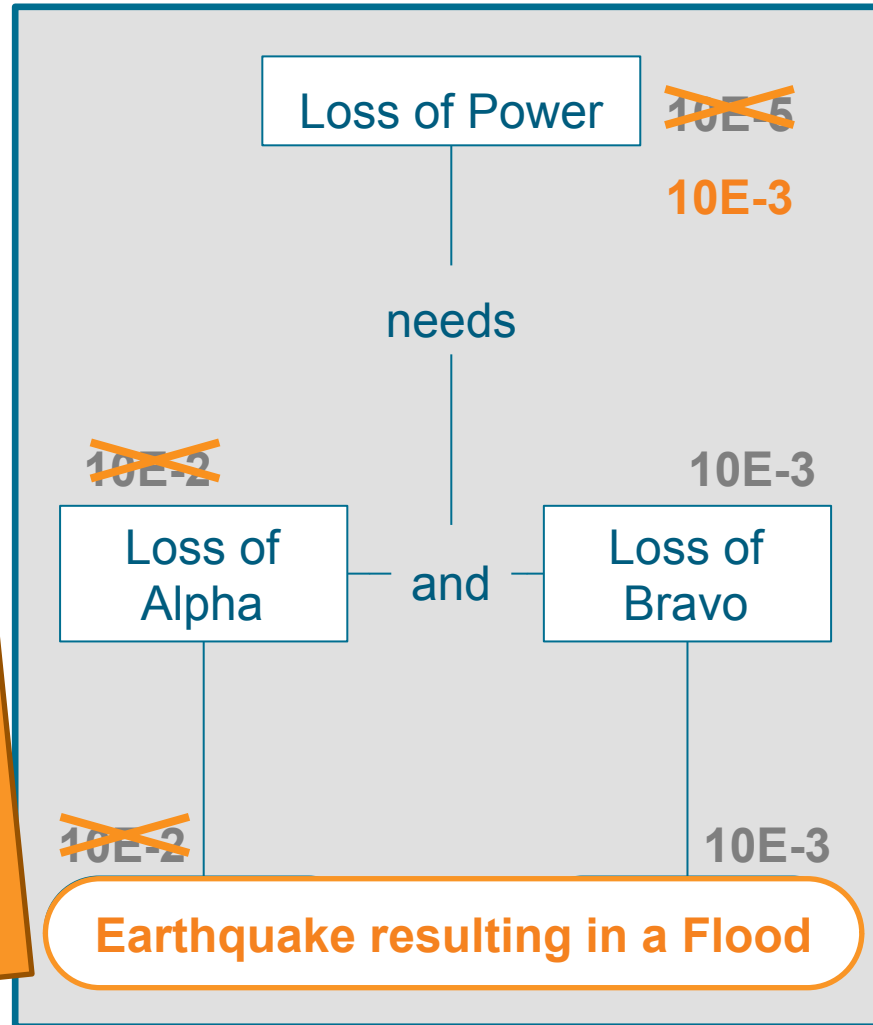 Loss of Power
10E-5
10E-3
needs
10E-2
10E-3
Loss of
Alpha
and
Loss of
Bravo
10E-2
10E-3
Earthquake resulting in a Flood